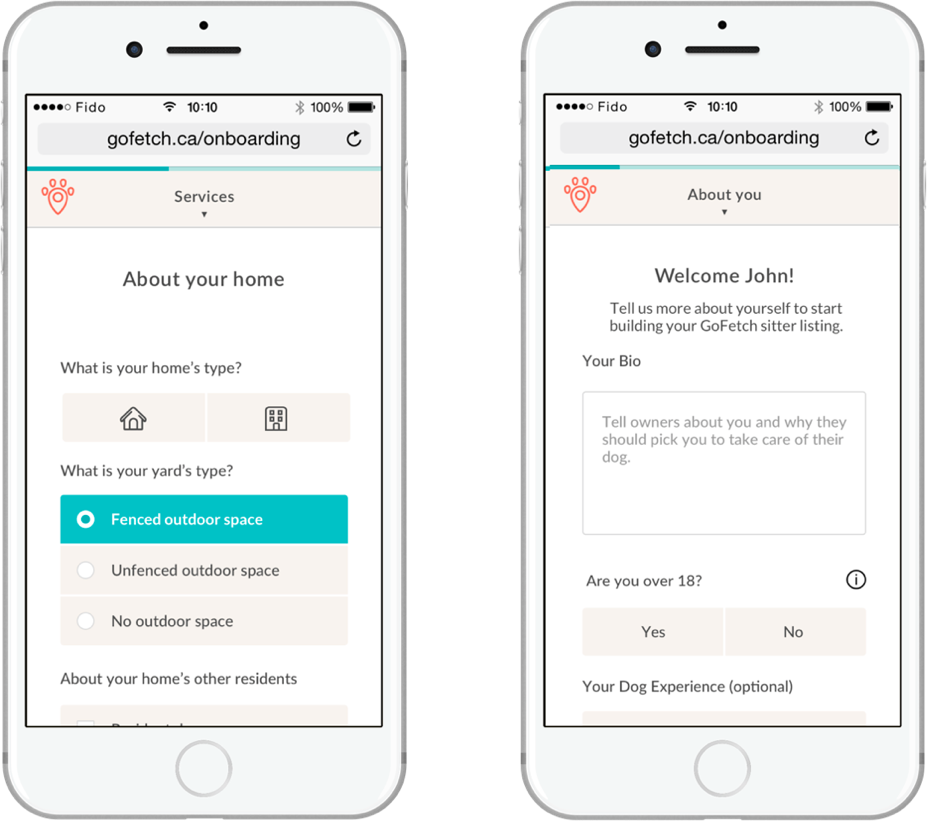 Fido 10:10 100%
gofetch.ca/onboarding
Services
About your home
What is your home's type?
What is your yard's type?
Fenced outdoor space
Unfenced outdoor space
No outdoor space
About your home's other residents
Fido 10:10 100%
gofetch.ca/onboarding
About you
Welcome John!
Tell us more about yourself to start
building your GoFetch sitter listing.
Your Bio
Tell owners about you and why they
should pick you to take care of their
dog.
Are you over 18?
Yes No
Your Dog Experience (optional)